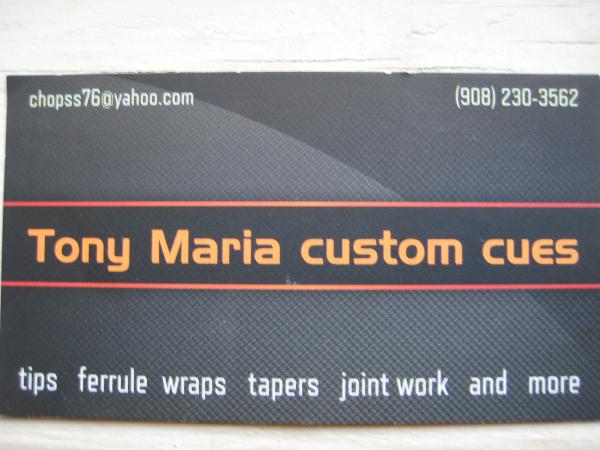 chopss76@yahoo.com (908) 230-3562
Tony Maria custom cues
tips ferrule wraps tapers joint work and more